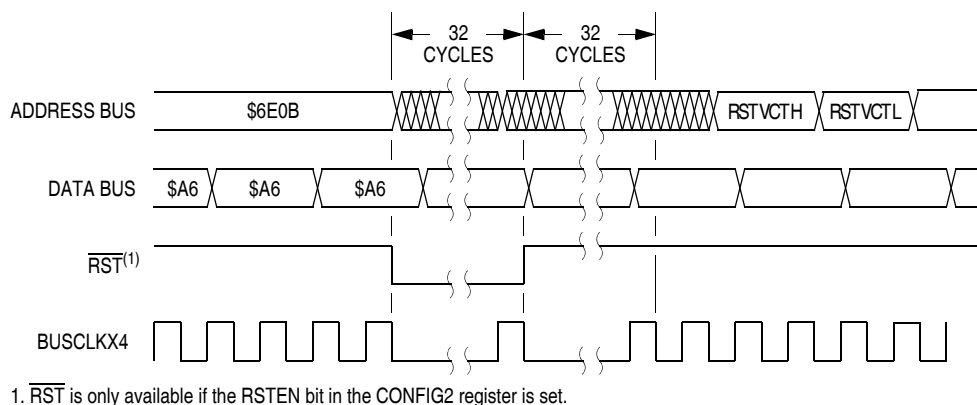 32 CYCLES
32 CYCLES
ADDRESS BUS
$6E0B
RSTVCTH
RSTVCTL
DATA BUS
$A6
$A6
$A6
RST(1)
BUSCLKX4
1. RST is only available if the RSTEN bit in the CONFIG2 register is set.